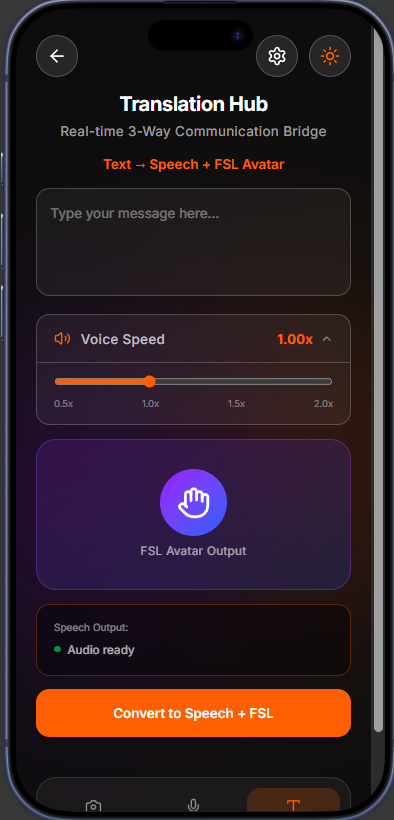 Translation Hub
Real-time 3-Way Communication Bridge
Text → Speech + FSL Avatar
Type your message here...
Voice Speed 1.00x
0.5x 1.0x 1.5x 2.0x
FSL Avatar Output
Speech Output:
Audio ready
Convert to Speech + FSL